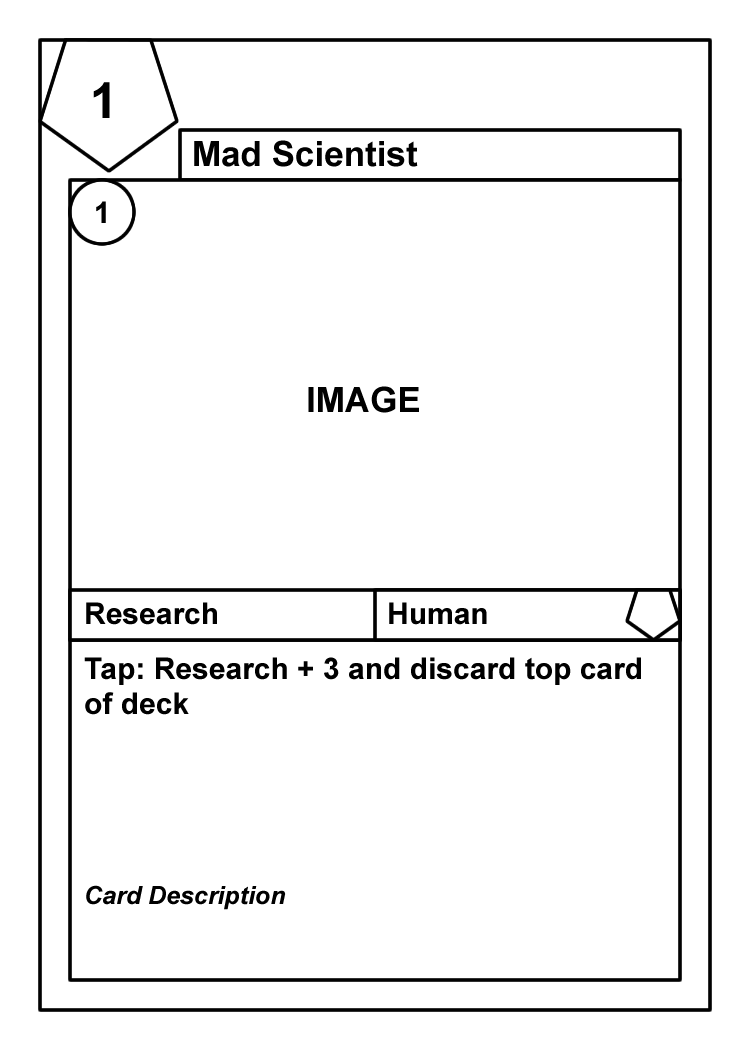 1
Mad Scientist
1
IMAGE
Research
Human
Tap: Research + 3 and discard top card
of deck
Card Description